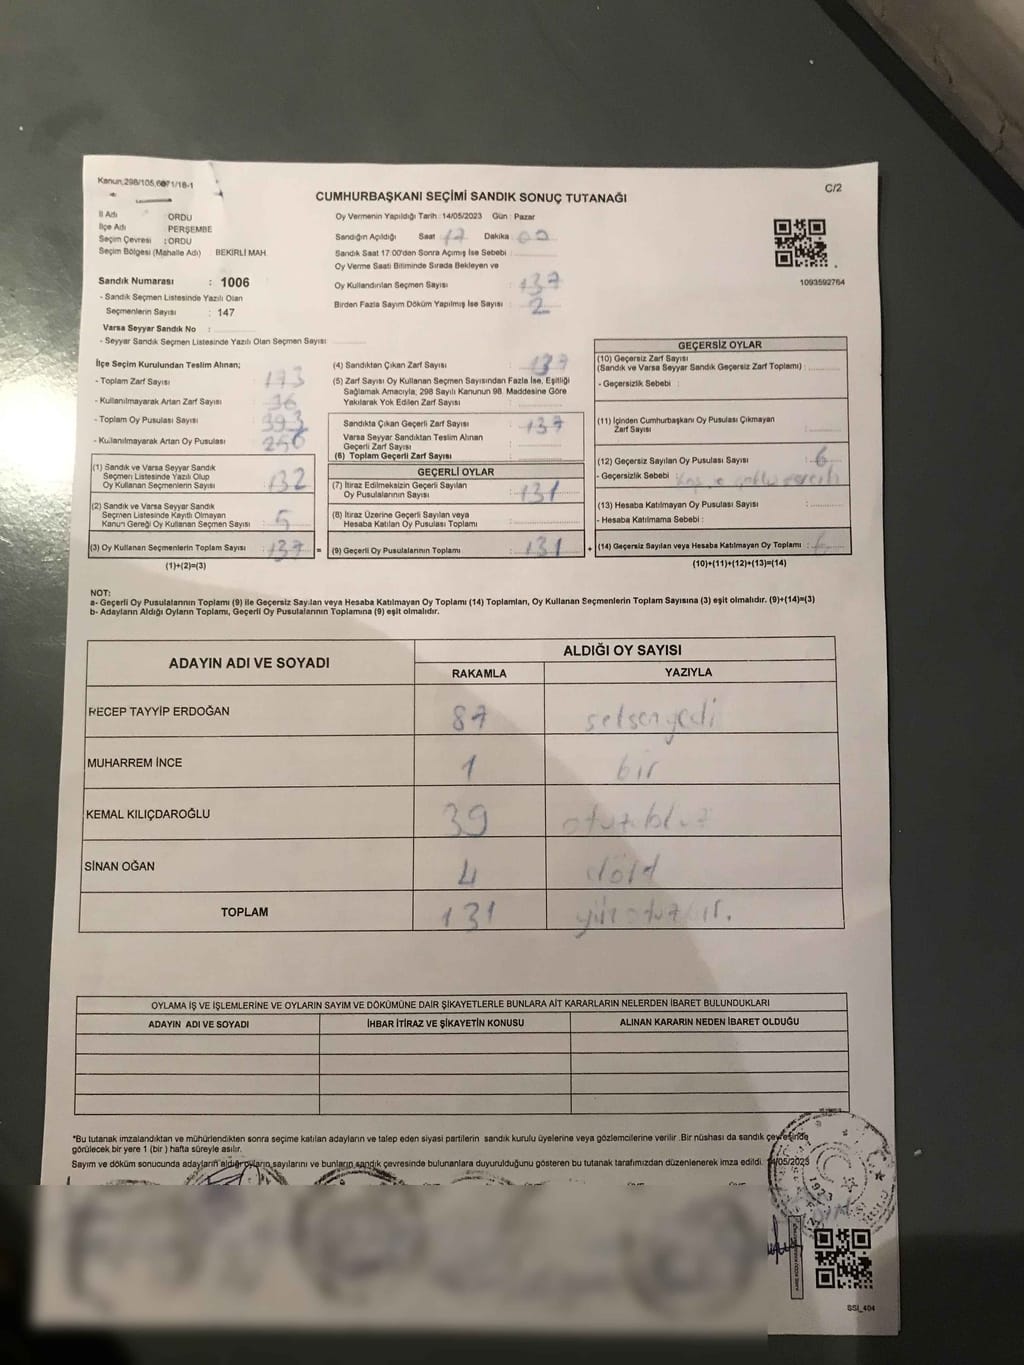 Kanun,298/105,6071/18-1
C/2
CUMHURBAŞKANI SEÇİMİ SANDIK SONUÇ TUTANAĞI
İl Adı ORDU
İlçe Adı PERŞEMBE
Seçim Çevresi : ORDU
Seçim Bölgesi (Mahalle Adı) BEKIRLI MAH
Sandık Numarası : 1006
- Sandık Seçmen Listesinde Yazılı Olan
Seçmenlerin Sayısı : 147
Varsa Seyyar Sandık No :
- Seyyar Sandık Seçmen Listesinde Yazılı Olan Seçmen Sayısı
Oy Vermenin Yapıldığı Tarih : 14/05/2023 Gün : Pazar
Sandığın Açıldığı Saat 17 Dakika 00
Sandık Saat 17:00'dan Sonra Açımış İse Sebebi :
Oy Verme Saati Bitiminde Sırada Bekleyen ve
Oy Kullandırılan Seçmen Sayısı : 137
Birden Fazla Sayım Döküm Yapılmış İse Sayısı : 2
1093592764
İlçe Seçim Kurulundan Teslim Alınan;
- Toplam Zarf Sayısı : 173
- Kullanılmayarak Artan Zarf Sayısı : 36
- Toplam Oy Pusulası Sayısı : 393
- Kullanılmayarak Artan Oy Pusulası : 256
(1) Sandık ve Varsa Seyyar Sandık
Seçmen Listesinde Yazılı Olup
Oy Kullanan Seçmenlerin Sayısı : 132
(2) Sandık ve Varsa Seyyar Sandık
Seçmen Listesinde Kayıtlı Olmayan
Kanun Gereği Oy Kullanan Seçmen Sayısı : 5
(3) Oy Kullanan Seçmenlerin Toplam Sayısı : 137 =
(1)+(2)=(3)
(4) Sandıktan Çıkan Zarf Sayısı : 137
(5) Zarf Sayısı Oy Kullanan Seçmen Sayısından Fazla İse, Eşitliği
Sağlamak Amacıyla; 298 Sayılı Kanunun 98. Maddesine Göre
Yakılarak Yok Edilen Zarf Sayısı :
Sandıkta Çıkan Geçerli Zarf Sayısı : 137
Varsa Seyyar Sandıktan Teslim Alınan
Geçerli Zarf Sayısı :
(6) Toplam Geçerli Zarf Sayısı :
GEÇERLİ OYLAR
(7) İtiraz Edilmeksizin Geçerli Sayılan
Oy Pusulalarının Sayısı : 131
(8) İtiraz Üzerine Geçerli Sayılan veya
Hesaba Katılan Oy Pusulası Toplamı :
(9) Geçerli Oy Pusulalarının Toplamı : 131 +
GEÇERSİZ OYLAR
(10) Geçersiz Zarf Sayısı
(Sandık ve Varsa Seyyar Sandık Geçersiz Zarf Toplamı) :
- Geçersizlik Sebebi :
(11) İçinden Cumhurbaşkanı Oy Pusulası Çıkmayan
Zarf Sayısı :
(12) Geçersiz Sayılan Oy Pusulası Sayısı : 6
- Geçersizlik Sebebi :
(13) Hesaba Katılmayan Oy Pusulası Sayısı :
- Hesaba Katılmama Sebebi :
(14) Geçersiz Sayılan veya Hesaba Katılmayan Oy Toplamı : 6
(10)+(11)+(12)+(13)=(14)
NOT:
a- Geçerli Oy Pusulalarının Toplamı (9) ile Geçersiz Sayılan veya Hesaba Katılmayan Oy Toplamı (14) Toplamları, Oy Kullanan Seçmenlerin Toplam Sayısına (3) eşit olmalıdır. (9)+(14)=(3)
b- Adayların Aldığı Oyların Toplamı, Geçerli Oy Pusulalarının Toplamına (9) eşit olmalıdır.
ADAYIN ADI VE SOYADI
ALDIĞI OY SAYISI
RAKAMLA YAZIYLA
RECEP TAYYİP ERDOĞAN 87 seksenyedi
MUHARREM İNCE 1 bir
KEMAL KILIÇDAROĞLU 39 otuzdokuz
SİNAN OĞAN 4 dört
TOPLAM 131 yüzotuzbir.
OYLAMA İŞ VE İŞLEMLERİNE VE OYLARIN SAYIM VE DÖKÜMÜNE DAİR ŞİKAYETLERLE BUNLARA AİT KARARLARIN NELERDEN İBARET BULUNDUKLARI
ADAYIN ADI VE SOYADI İHBAR İTİRAZ VE ŞİKAYETİN KONUSU ALINAN KARARIN NEDEN İBARET OLDUĞU
*Bu tutanak imzalandıktan ve mühürlendikten sonra seçime katılan adayların ve talep eden siyasi partilerin sandık kurulu üyelerine veya gözlemcilerine verilir .Bir nüshası da sandık çevresinde
görülecek bir yere 1 (bir ) hafta süreyle asılır.
Sayım ve döküm sonucunda adayların aldığı oyların sayılarını ve bunların sandık çevresinde bulunanlara duyurulduğunu gösteren bu tutanak tarafımızdan düzenlenerek imza edildi. 14/05/2023
1923
SSI_404